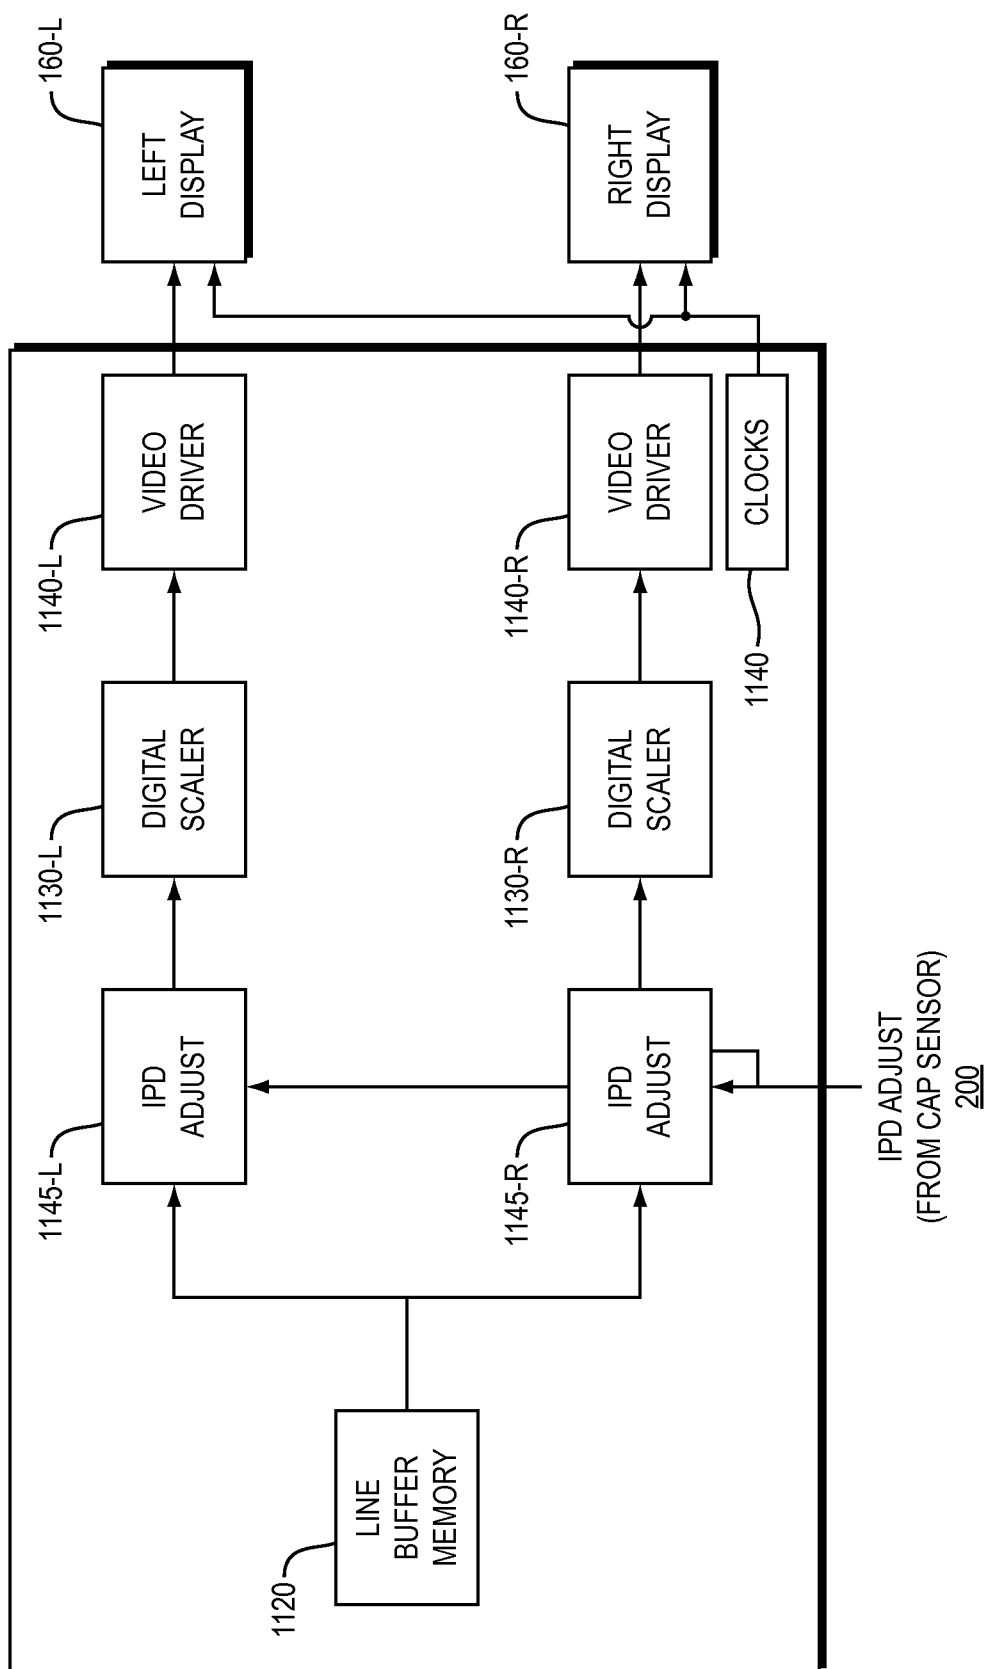 160-L
LEFT
DISPLAY
160-R
RIGHT
DISPLAY
1140-L
VIDEO
DRIVER
1140-R
VIDEO
DRIVER
CLOCKS
1140
1130-L
DIGITAL
SCALER
1130-R
DIGITAL
SCALER
1145-L
IPD
ADJUST
1145-R
IPD
ADJUST
IPD ADJUST
(FROM CAP SENSOR)
200
1120
LINE
BUFFER
MEMORY